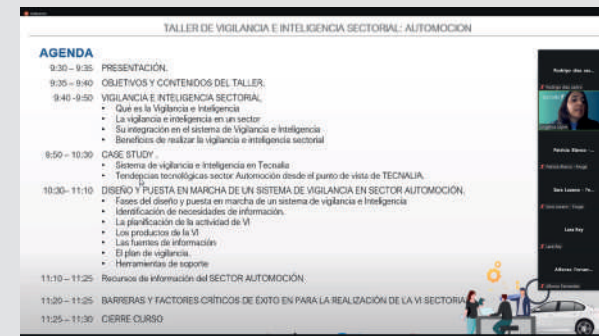 TALLER DE VIGILANCIA E INTELIGENCIA SECTORIAL: AUTOMOCION
AGENDA
9:30 – 9:35 PRESENTACIÓN.
9:35 – 9:40 OBJETIVOS Y CONTENIDOS DEL TALLER.
9:40 -9:50 VIGILANCIA E INTELIGENCIA SECTORIAL
• Qué es la Vigilancia e Inteligencia
• La vigilancia e inteligencia en un sector
• Su integración en el sistema de Vigilancia e Inteligencia
• Beneficios de realizar la vigilancia e inteligencia sectorial
9:50 – 10:30 CASE STUDY .
• Sistema de vigilancia e Inteligencia en Tecnalia
• Tendencias tecnológicas sector Automoción desde el punto de vista de TECNALIA.
10:30– 11:10 DISEÑO Y PUESTA EN MARCHA DE UN SISTEMA DE VIGILANCIA EN SECTOR AUTOMOCIÓN.
• Fases del diseño y puesta en marcha de un sistema de vigilancia e Inteligencia
• Identificación de necesidades de información.
• La planificación de la actividad de VI
• Los productos de la VI
• Las fuentes de información
• El plan de vigilancia.
• Herramientas de soporte
11:10 – 11:25 Recursos de información del SECTOR AUTOMOCIÓN
11:20 – 11:25 BARRERAS Y FACTORES CRÍTICOS DE ÉXITO EN PARA LA REALIZACIÓN DE LA VI SECTORIA
11:25 – 11:30 CIERRE CURSO
Lara Rey
Lara Rey